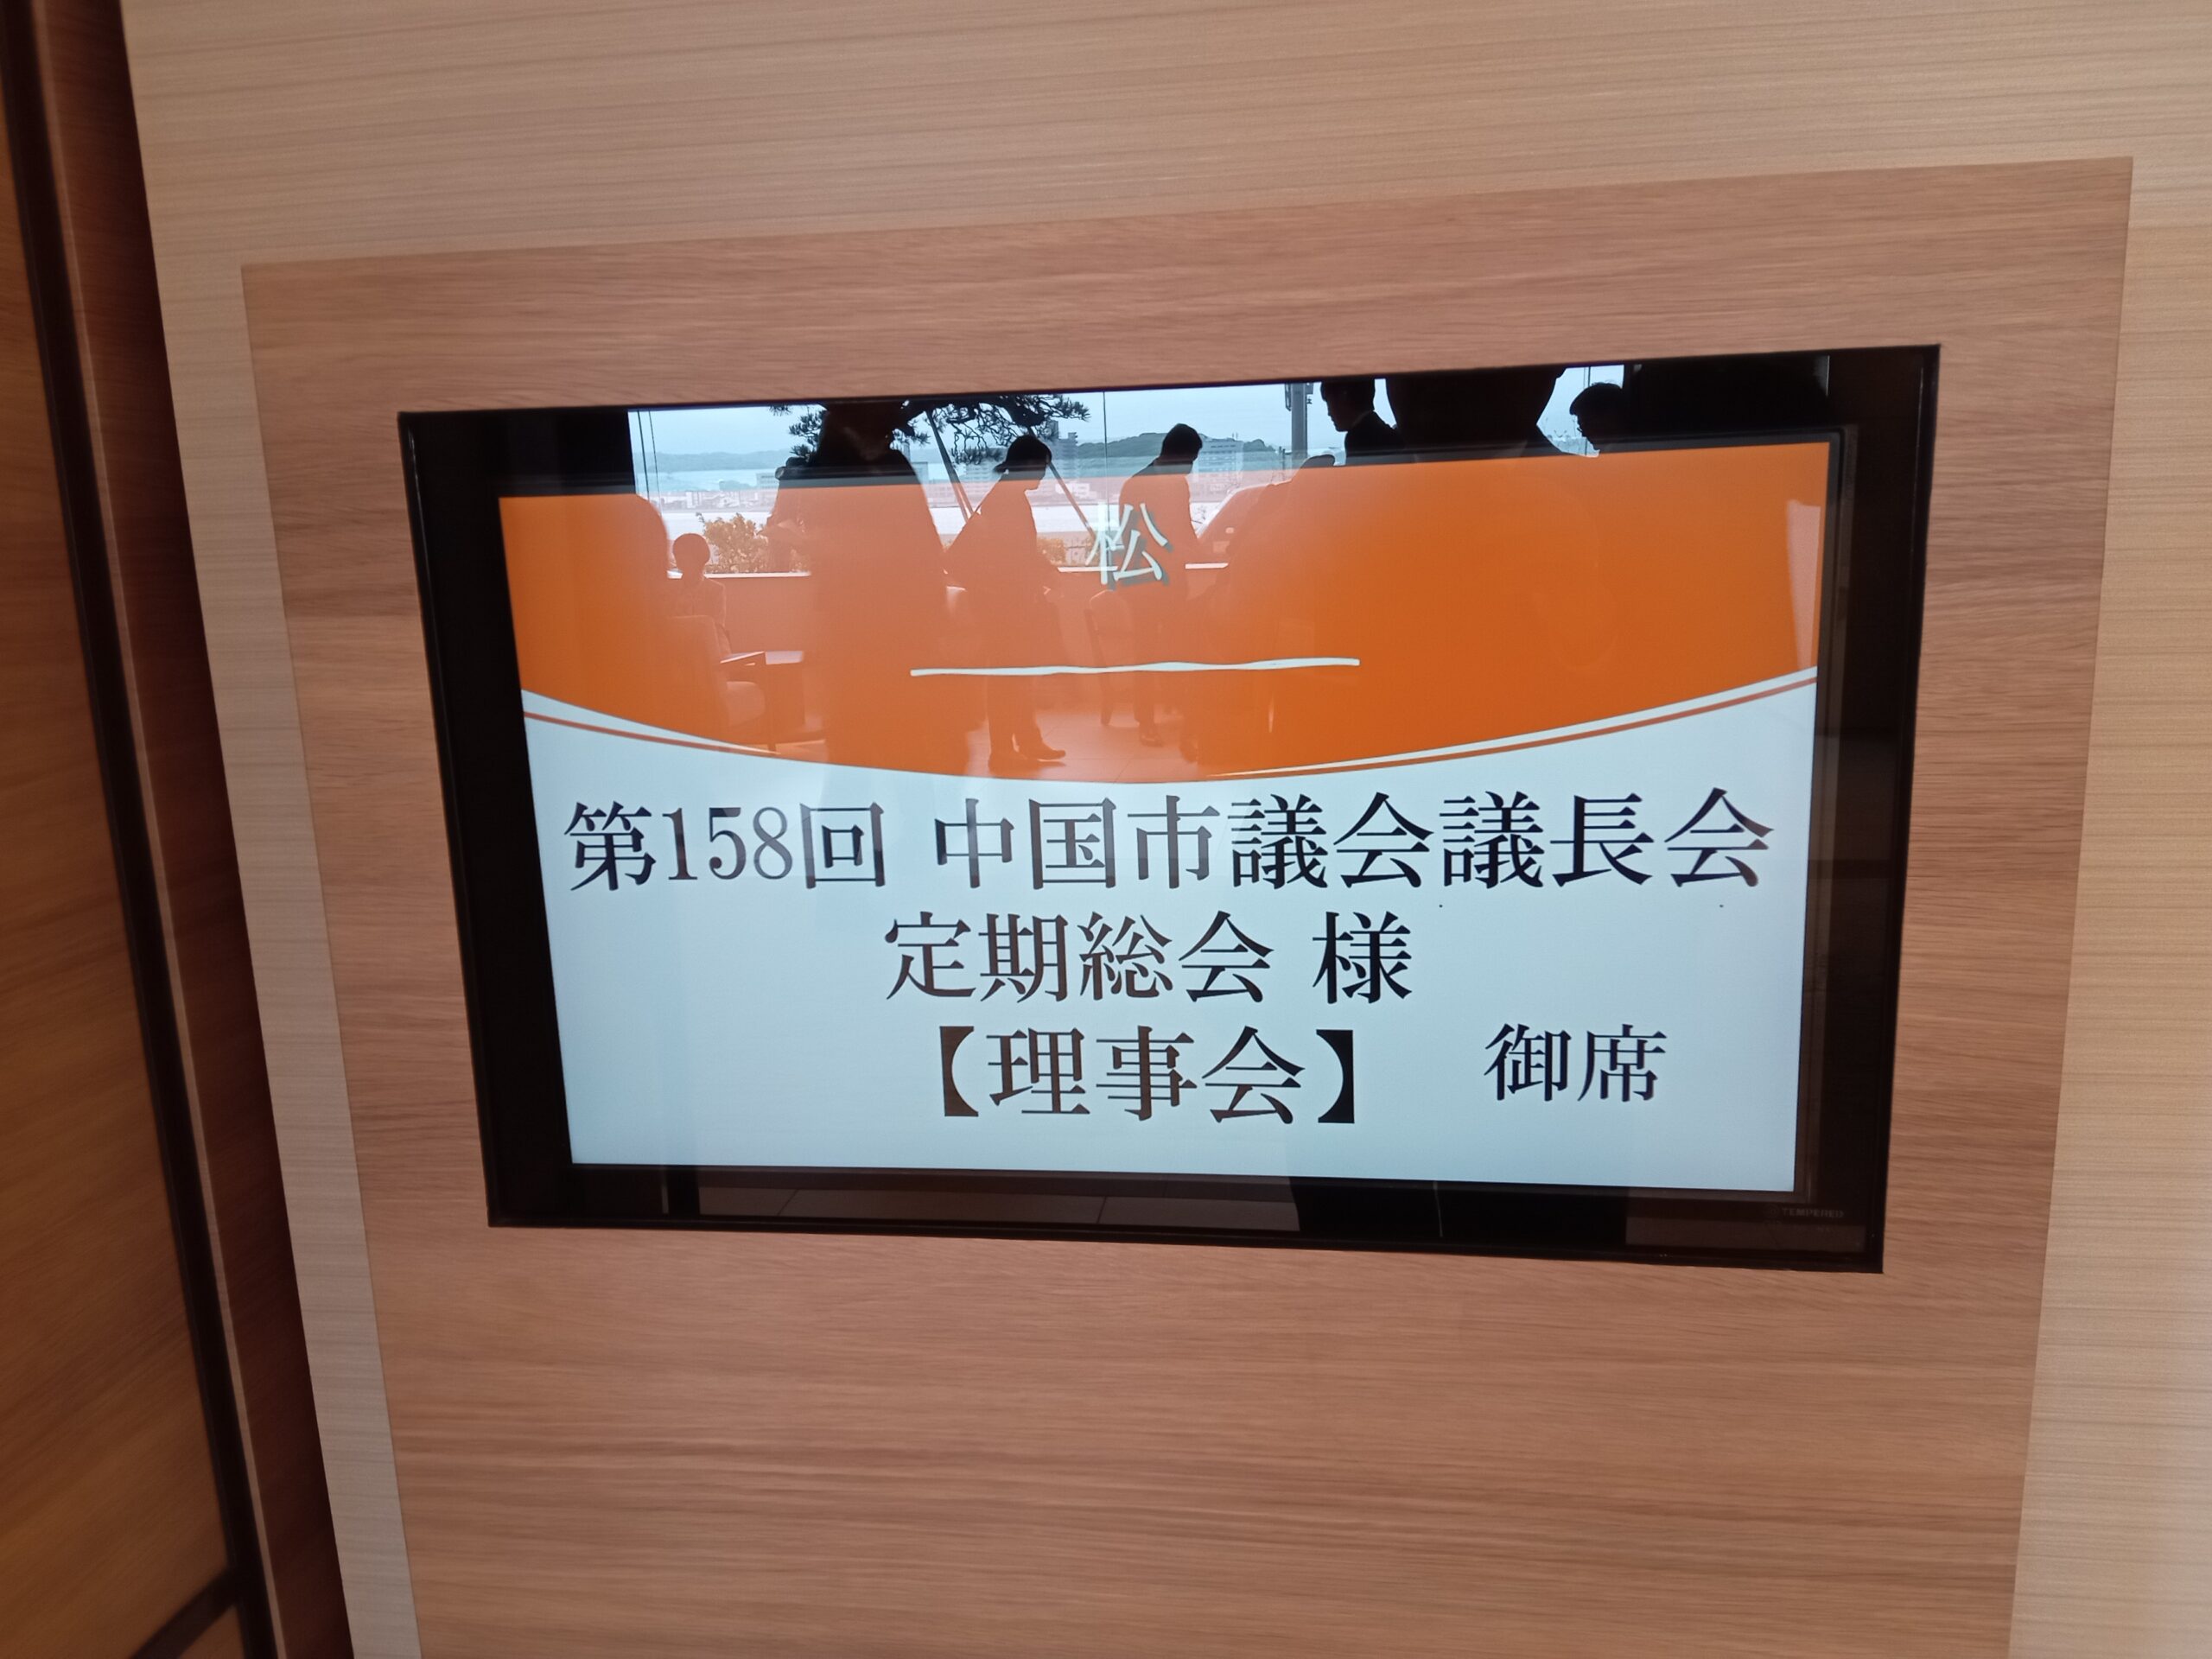 松
第158回 中国市議会議長会
定期総会 様
【理事会】 御席
TEMPERED